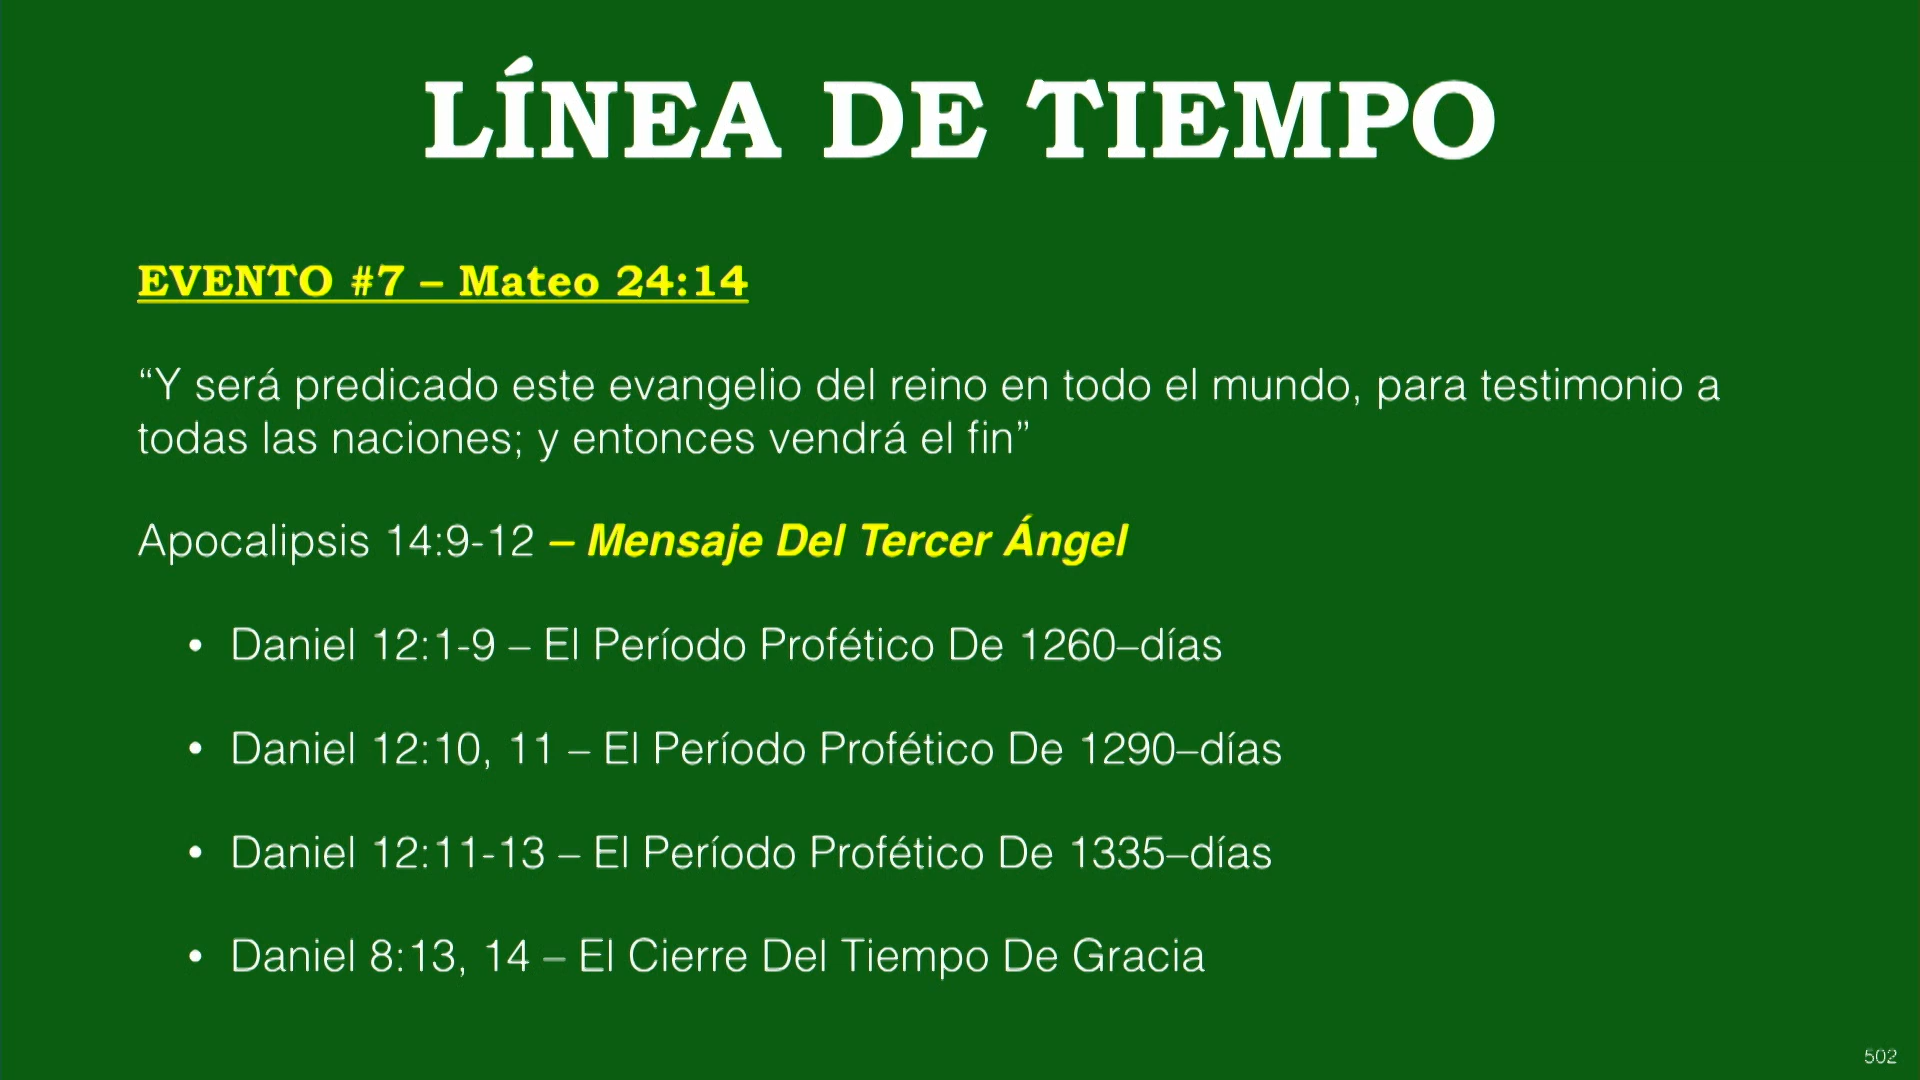 LÍNEA DE TIEMPO
EVENTO #7 – Mateo 24:14
“Y será predicado este evangelio del reino en todo el mundo, para testimonio a
todas las naciones; y entonces vendrá el fin”
Apocalipsis 14:9-12 – Mensaje Del Tercer Ángel
• Daniel 12:1-9 – El Período Profético De 1260–días
• Daniel 12:10, 11 – El Período Profético De 1290–días
• Daniel 12:11-13 – El Período Profético De 1335–días
• Daniel 8:13, 14 – El Cierre Del Tiempo De Gracia
502